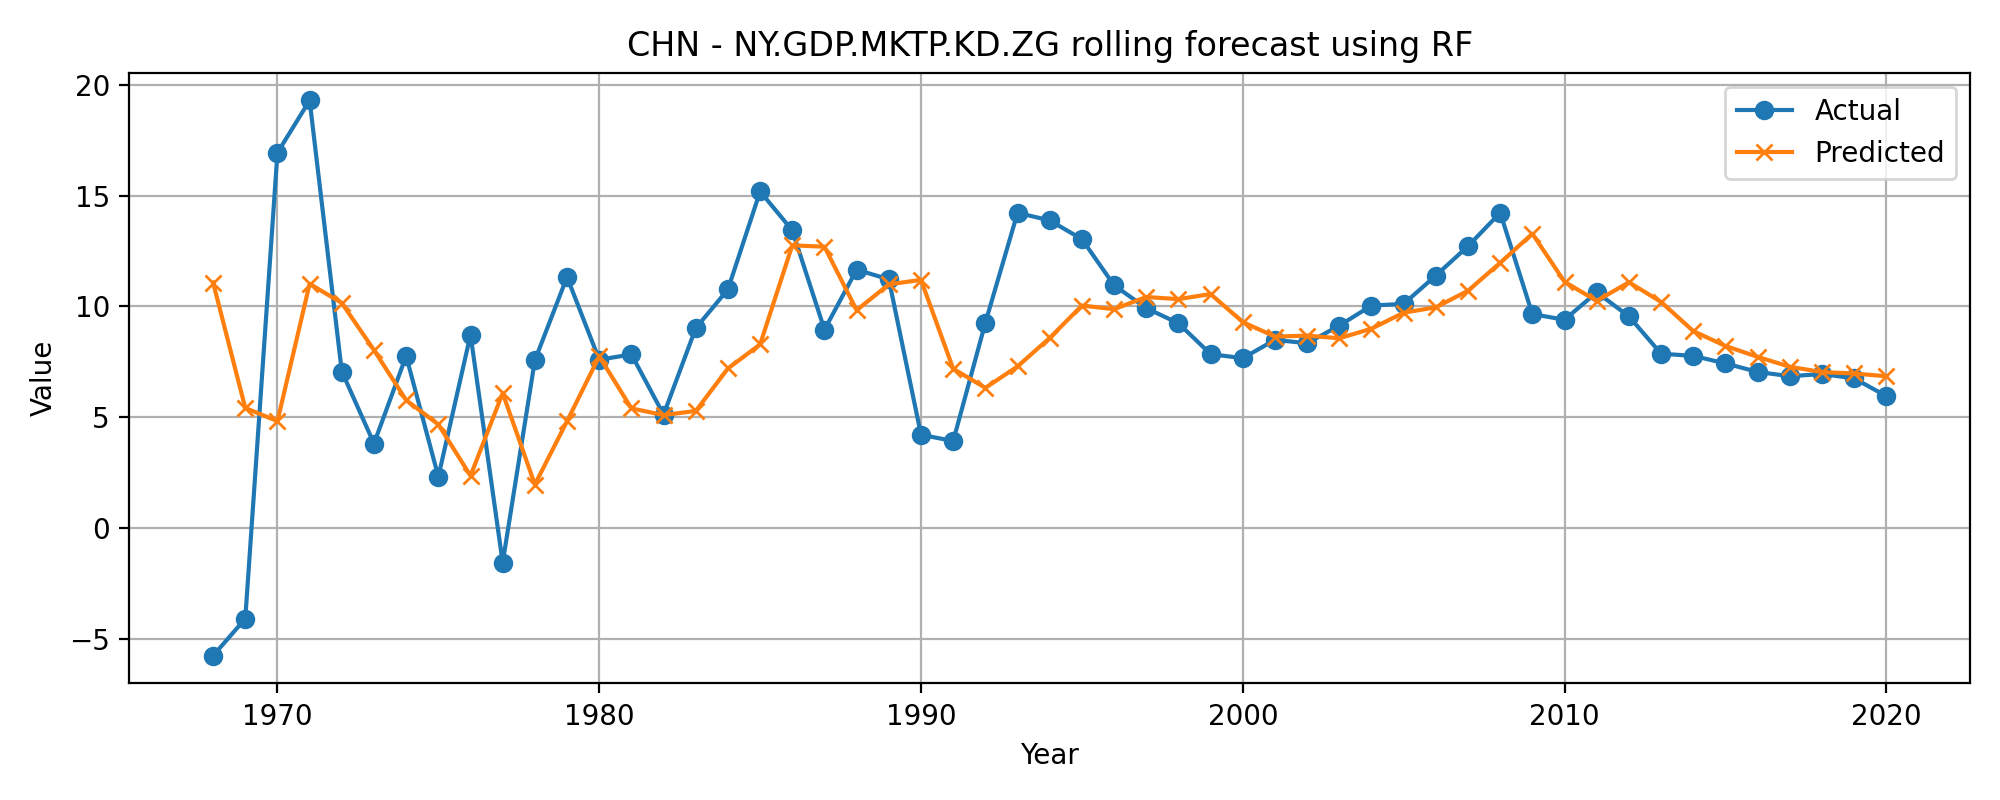 CHN - NY.GDP.MKTP.KD.ZG rolling forecast using RF
20
15
10
5
0
−5
Value
Actual
Predicted
1970 1980 1990 2000 2010 2020
Year